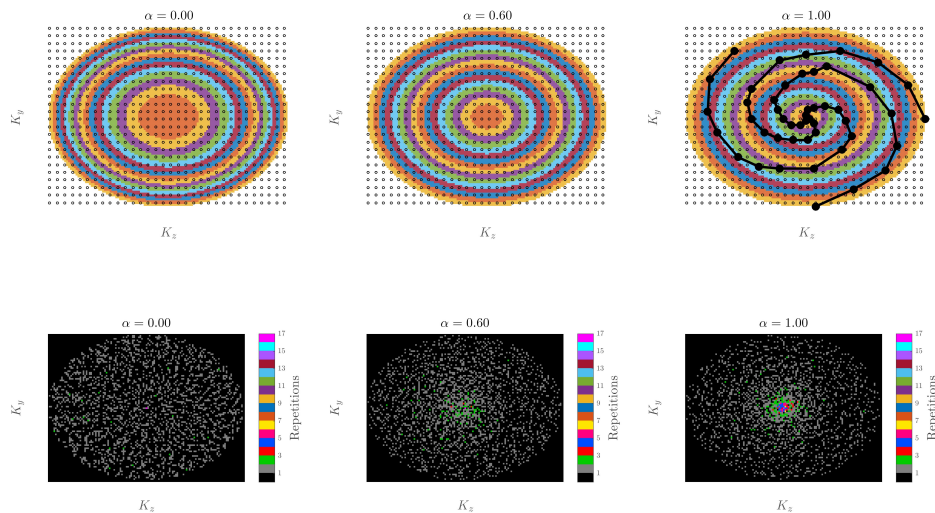 α = 0.00
α = 0.60
α = 1.00
K_y
K_y
K_y
K_z
K_z
K_z
α = 0.00
α = 0.60
α = 1.00
K_y
17
15
13
11
9
7
5
3
1
Repetitions
K_y
17
15
13
11
9
7
5
3
1
Repetitions
K_y
17
15
13
11
9
7
5
3
1
Repetitions
K_z
K_z
K_z